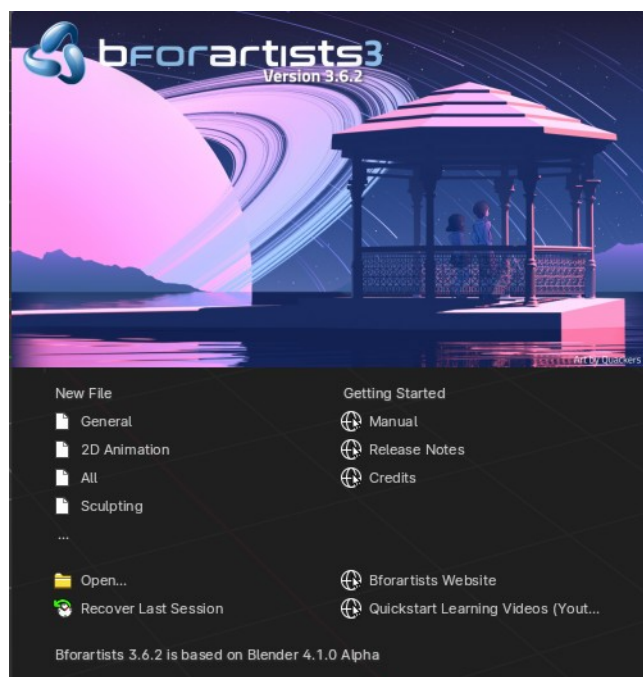 bforartists3
Version 3.6.2
Art by Quackers
New File
General
2D Animation
All
Sculpting
...
Open...
Recover Last Session
Getting Started
Manual
Release Notes
Credits
Bforartists Website
Quickstart Learning Videos (Yout...
Bforartists 3.6.2 is based on Blender 4.1.0 Alpha